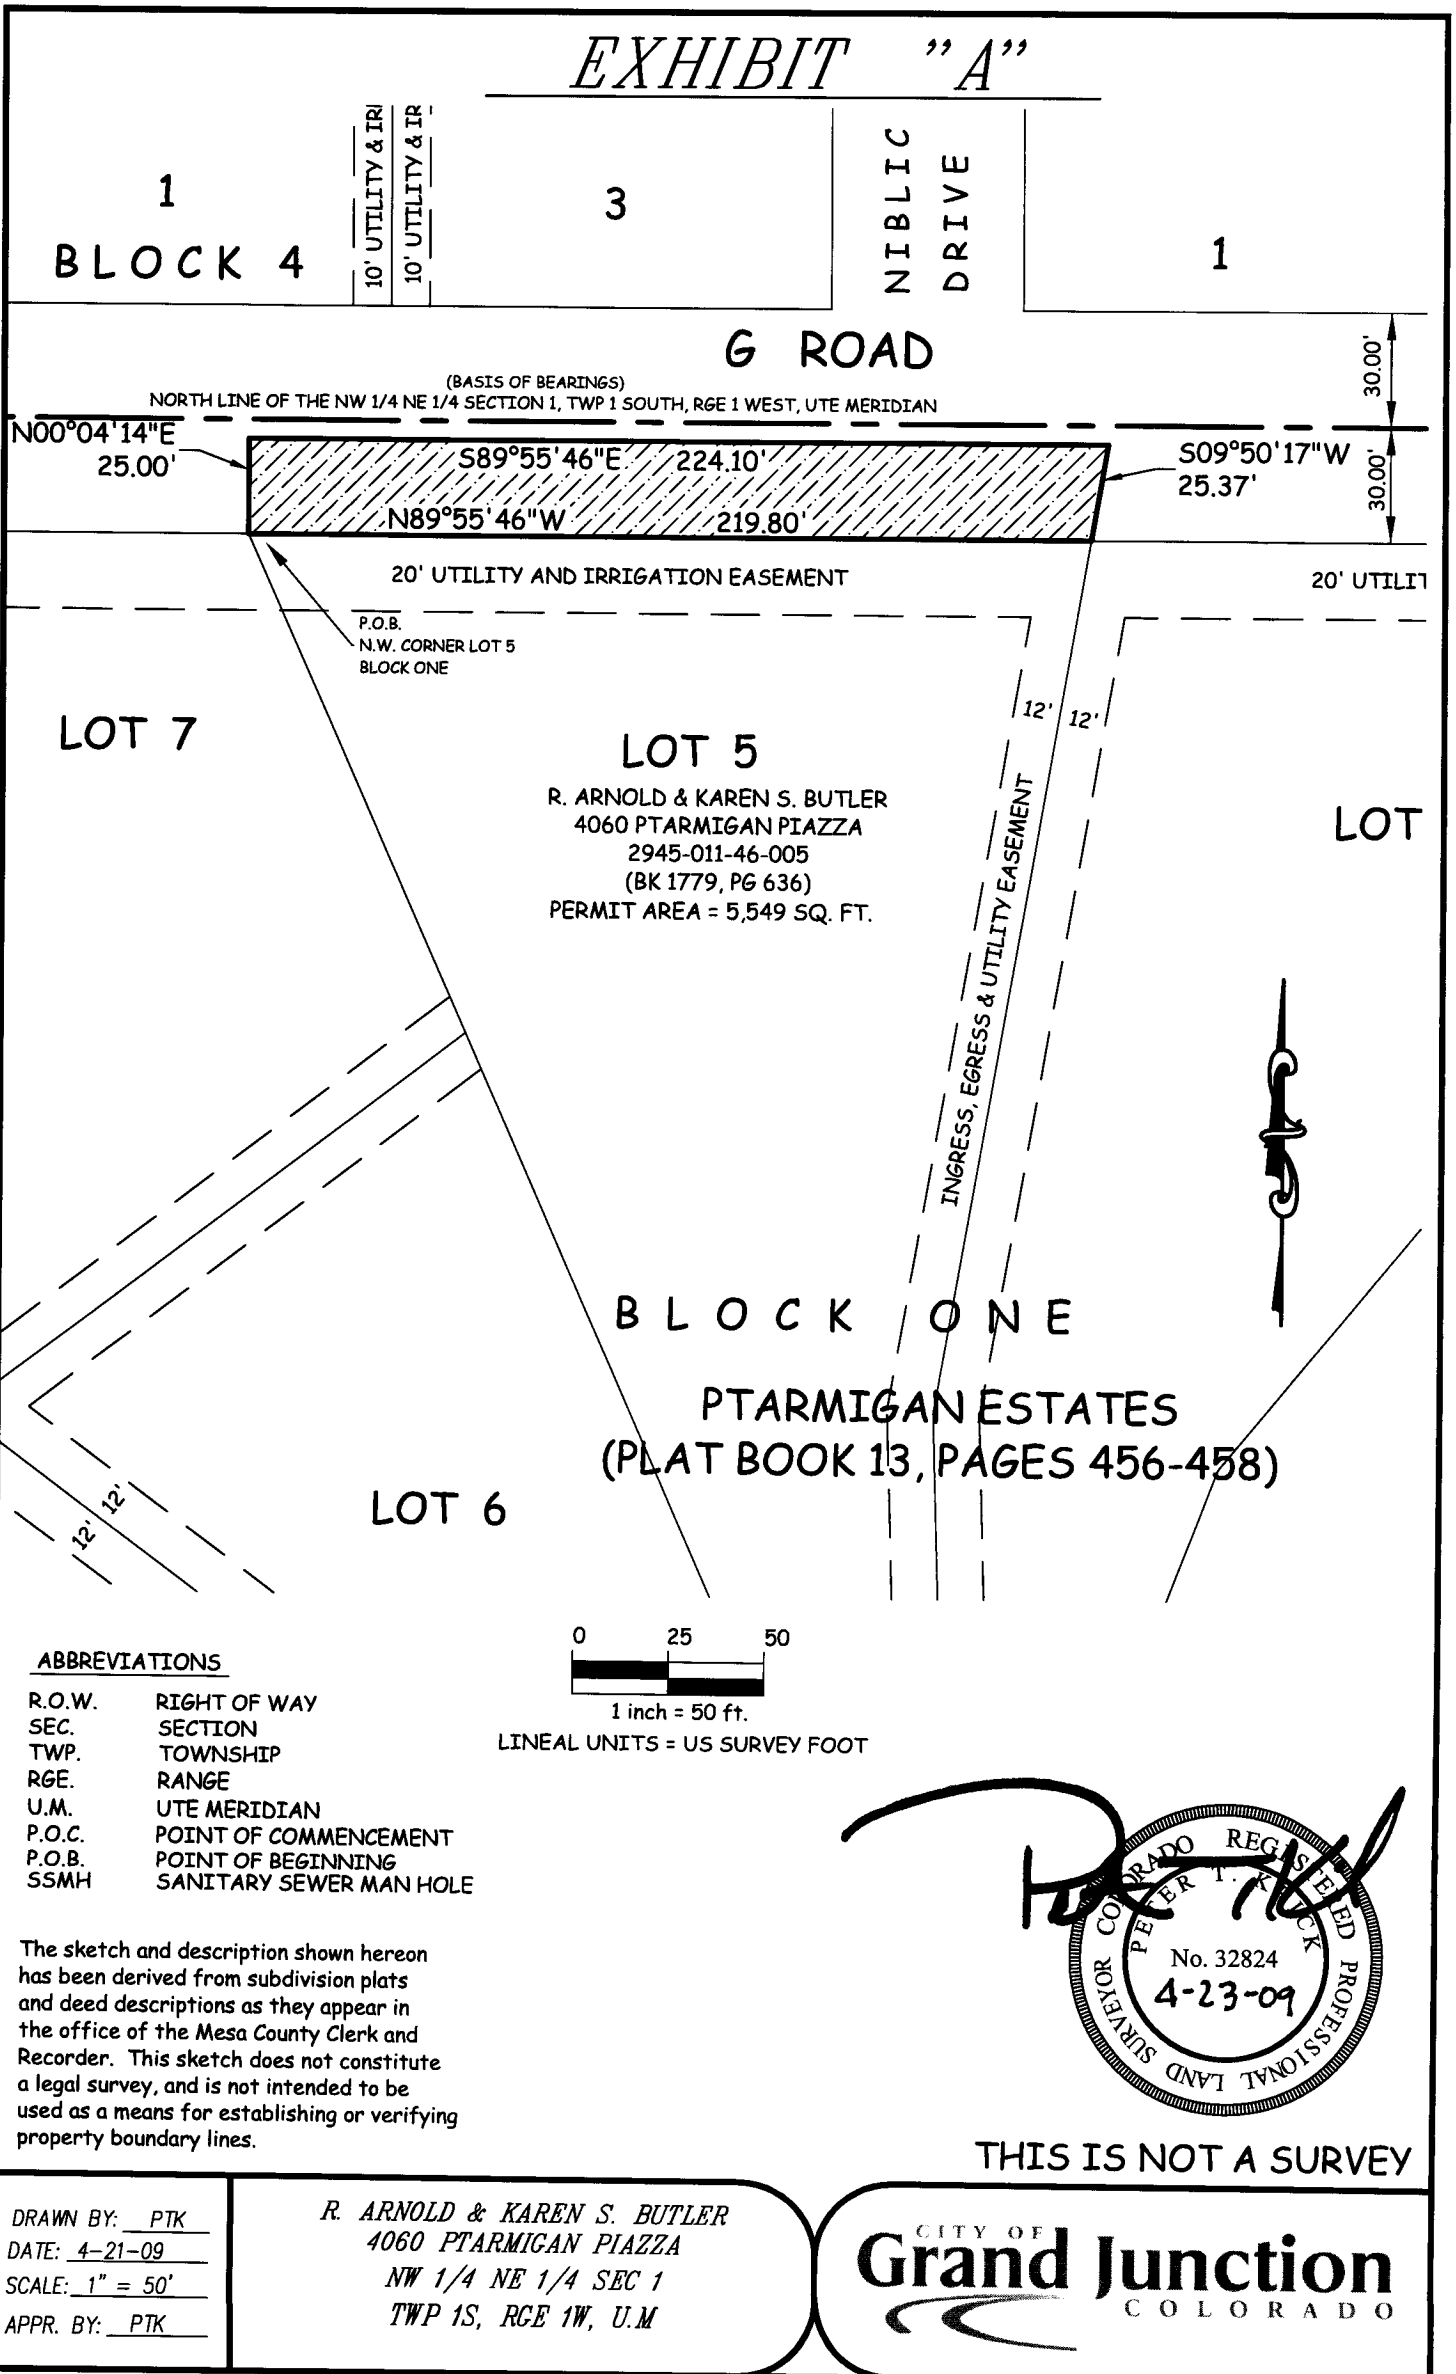 EXHIBIT "A"
10' UTILITY & IR
10' UTILITY & IR
1
BLOCK 4
3
NIBLIC
DRIVE
1
G ROAD
30.00'
(BASIS OF BEARINGS)
NORTH LINE OF THE NW 1/4 NE 1/4 SECTION 1, TWP 1 SOUTH, RGE 1 WEST, UTE MERIDIAN
N00°04'14"E
25.00'
S89°55'46"E 224.10'
S09°50'17"W
25.37'
30.00'
N89°55'46"W 219.80'
20' UTILITY AND IRRIGATION EASEMENT
20' UTILIT
P.O.B.
N.W. CORNER LOT 5
BLOCK ONE
LOT 7
12' 12'
LOT 5
R. ARNOLD & KAREN S. BUTLER
4060 PTARMIGAN PIAZZA
2945-011-46-005
(BK 1779, PG 636)
PERMIT AREA = 5,549 SQ. FT.
LOT
INGRESS, EGRESS & UTILITY EASEMENT
BLOCK ONE
PTARMIGAN ESTATES
(PLAT BOOK 13, PAGES 456-458)
LOT 6
12' 12'
0 25 50
1 inch = 50 ft.
LINEAL UNITS = US SURVEY FOOT
ABBREVIATIONS
R.O.W. RIGHT OF WAY
SEC. SECTION
TWP. TOWNSHIP
RGE. RANGE
U.M. UTE MERIDIAN
P.O.C. POINT OF COMMENCEMENT
P.O.B. POINT OF BEGINNING
SSMH SANITARY SEWER MAN HOLE
The sketch and description shown hereon
has been derived from subdivision plats
and deed descriptions as they appear in
the office of the Mesa County Clerk and
Recorder. This sketch does not constitute
a legal survey, and is not intended to be
used as a means for establishing or verifying
property boundary lines.
COLORADO REGISTERED PROFESSIONAL LAND SURVEYOR
PETER T.
No. 32824
4-23-09
THIS IS NOT A SURVEY
DRAWN BY: PTK
DATE: 4-21-09
SCALE: 1" = 50'
APPR. BY: PTK
R. ARNOLD & KAREN S. BUTLER
4060 PTARMIGAN PIAZZA
NW 1/4 NE 1/4 SEC 1
TWP 1S, RGE 1W, U.M
CITY OF
Grand Junction
COLORADO